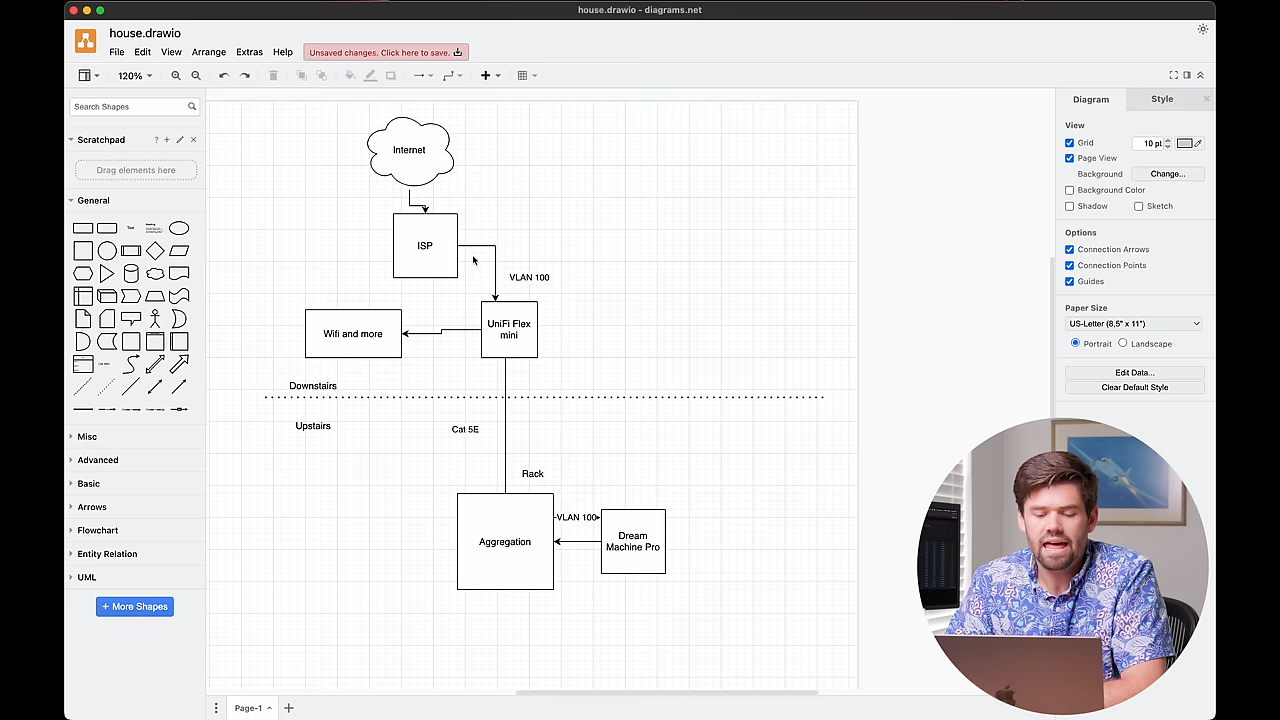 house.drawio - diagrams.net
house.drawio
File Edit View Arrange Extras Help
Unsaved changes. Click here to save.
120%
Search Shapes
Scratchpad
?
Drag elements here
General
Text
Misc
Advanced
Basic
Arrows
Flowchart
Entity Relation
UML
+ More Shapes
Internet
ISP
VLAN 100
Wifi and more
UniFi Flex
mini
Downstairs
Upstairs
Cat 5E
Rack
Aggregation
VLAN 100
Dream
Machine Pro
Page-1
Diagram Style
View
Grid 10 pt
Page View
Background Change...
Background Color
Shadow Sketch
Options
Connection Arrows
Connection Points
Guides
Paper Size
US-Letter (8,5" x 11")
Portrait Landscape
Edit Data...
Clear Default Style